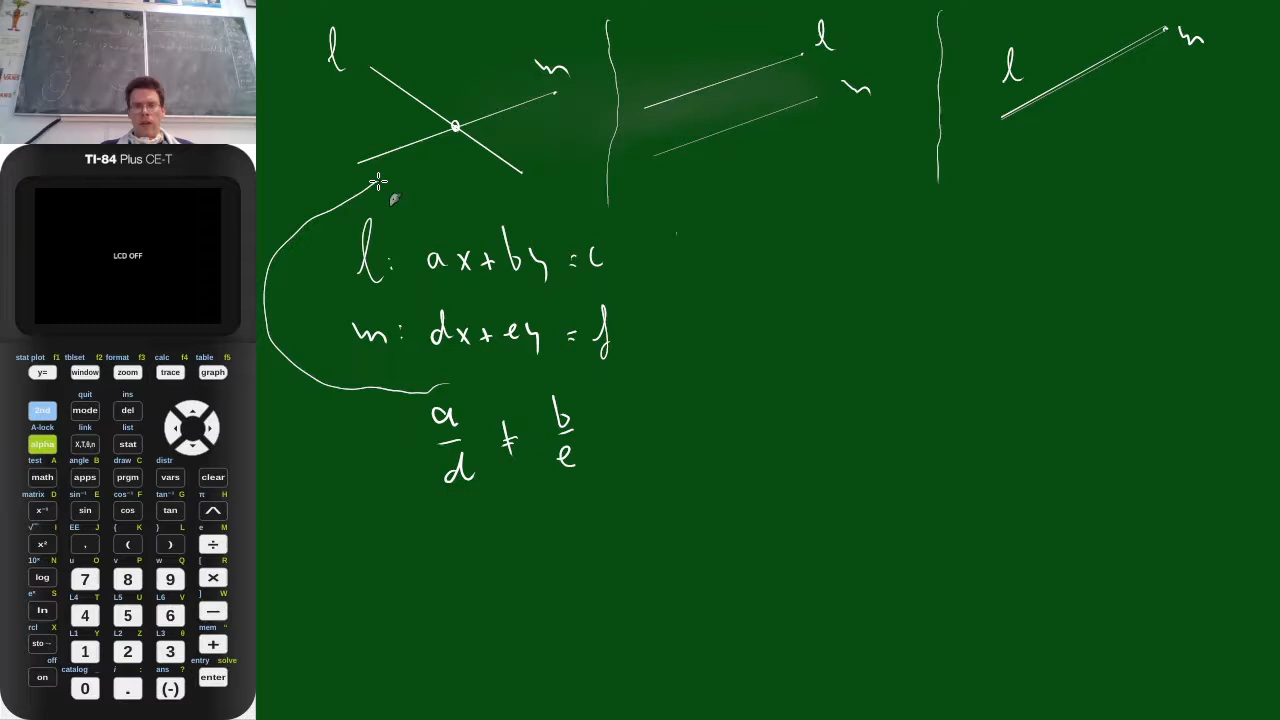 l
m
l
m
l
m
l: ax+by = c
m: dx+ey = f
a/d ≠ b/e
TI-84 Plus CE-T
LCD OFF
stat plot f1 tblset f2 format f3 calc f4 table f5
y= window zoom trace graph
quit ins
2nd mode del
A-lock link list
alpha X,T,θ,n stat
test A angle B draw C distr
math apps prgm vars clear
matrix D sin⁻¹ E cos⁻¹ F tan⁻¹ G π H
x⁻¹ sin cos tan ^
√‾ I EE J { K } L e M
x² , ( ) ÷
10ˣ N u O v P w Q [ R
log 7 8 9 ×
eˣ S L4 T L5 U L6 V ] W
ln 4 5 6 —
rcl X L1 Y L2 Z L3 θ mem "
sto→ 1 2 3 +
off catalog _ i : ans ? entry solve
on 0 . (-) enter